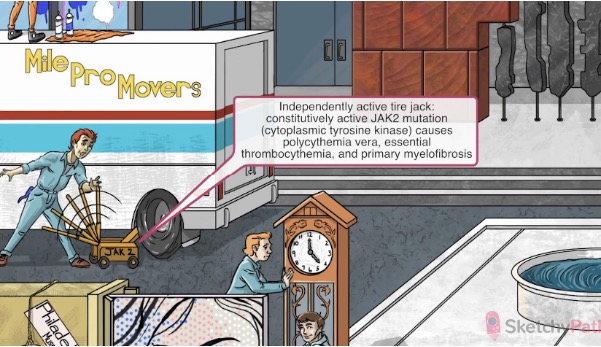 Mile Pro Movers
Independently active tire jack:
constitutively active JAK2 mutation
(cytoplasmic tyrosine kinase) causes
polycythemia vera, essential
thrombocythemia, and primary myelofibrosis
JAK 2
SketchyPath